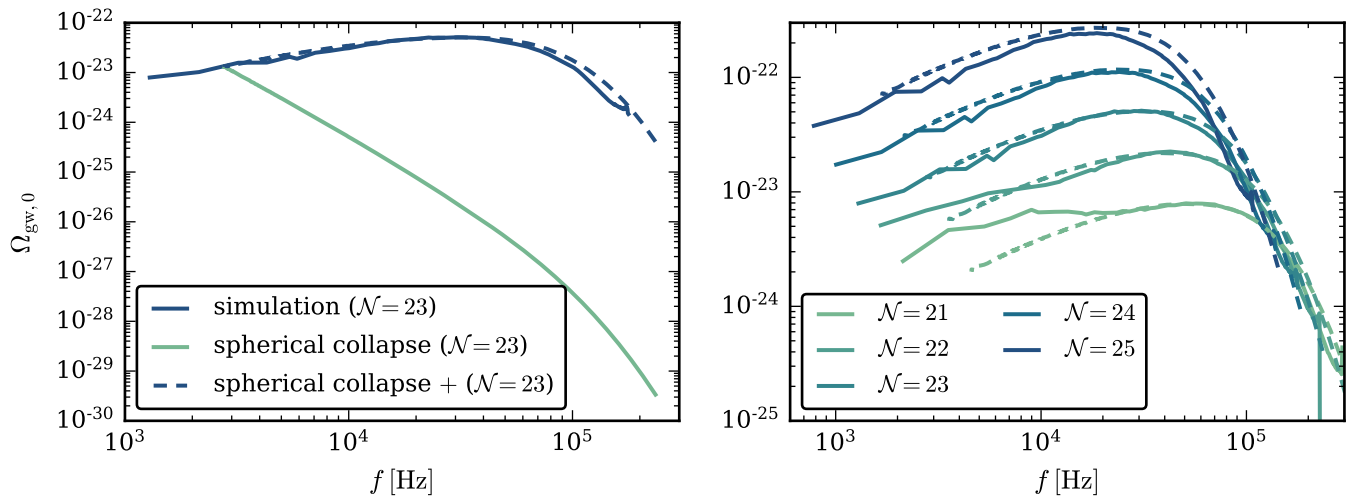 10^-22
10^-23
10^-24
10^-25
10^-26
10^-27
10^-28
10^-29
10^-30
Ω_gw,0
simulation (𝒩 = 23)
spherical collapse (𝒩 = 23)
spherical collapse + (𝒩 = 23)
10^3 10^4 10^5
f [Hz]
10^-22
10^-23
10^-24
10^-25
𝒩 = 21 𝒩 = 24
𝒩 = 22 𝒩 = 25
𝒩 = 23
10^3 10^4 10^5
f [Hz]